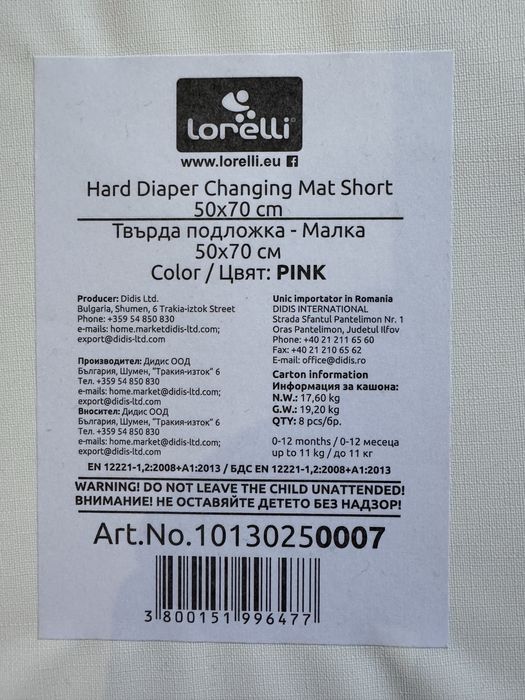 lorelli®
www.lorelli.eu f
Hard Diaper Changing Mat Short
50x70 cm
Твърда подложка - Малка
50x70 см
Color / Цвят: PINK
Producer: Didis Ltd.
Bulgaria, Shumen, 6 Trakia-iztok Street
Phone: +359 54 850 830
e-mails: home.marketdidis-ltd.com;
export@didis-ltd.com
Производител: Дидис ООД
България, Шумен, "Тракия-изток" 6
Тел. +359 54 850 830
e-mails: home.market@didis-ltd.com;
export@didis-ltd.com
Вносител: Дидис ООД
България, Шумен, "Тракия-изток" 6
Тел. +359 54 850 830
e-mails: home.market@didis-ltd.com;
export@didis-ltd.com
Unic importator in Romania
DIDIS INTERNATIONAL
Strada Sfantul Pantelimon Nr. 1
Oras Pantelimon, Judetul Ilfov
Phone: +40 21 211 65 60
Fax: +40 21 210 65 62
E-mail: office@didis.ro
Carton information
Информация за кашона:
N.W.: 17,60 kg
G.W.: 19,20 kg
QTY: 8 pcs/бр.
0-12 months / 0-12 месеца
up to 11 kg / до 11 кг
EN 12221-1,2:2008+A1:2013 / БДС EN 12221-1,2:2008+A1:2013
WARNING! DO NOT LEAVE THE CHILD UNATTENDED!
ВНИМАНИЕ! НЕ ОСТАВЯЙТЕ ДЕТЕТО БЕЗ НАДЗОР!
Art.No.10130250007
3 800151 996477